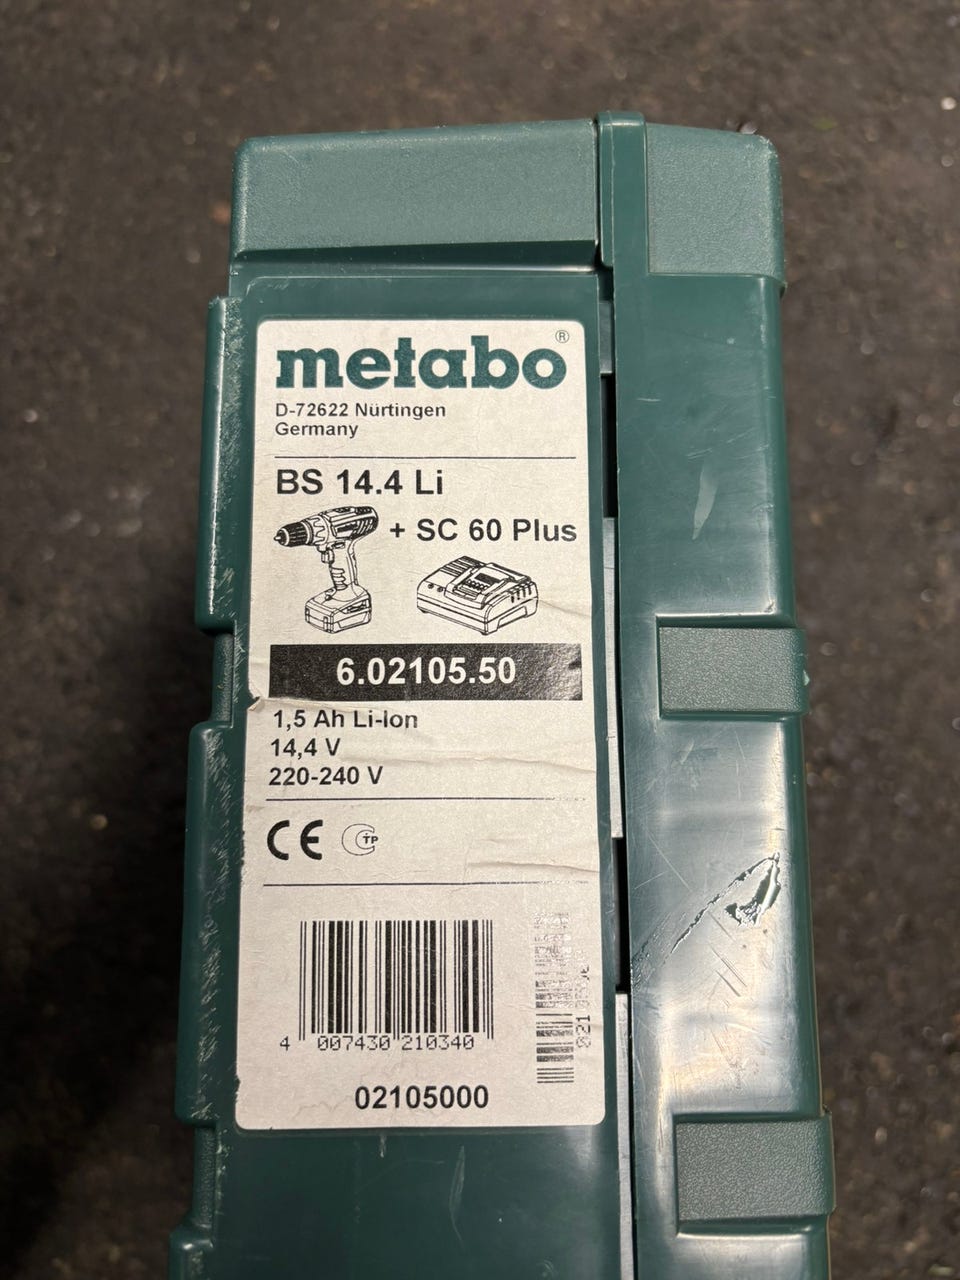 metabo®
D-72622 Nürtingen
Germany
BS 14.4 Li
+ SC 60 Plus
6.02105.50
1,5 Ah Li-Ion
14,4 V
220-240 V
CE
4 007430 210340
02105000